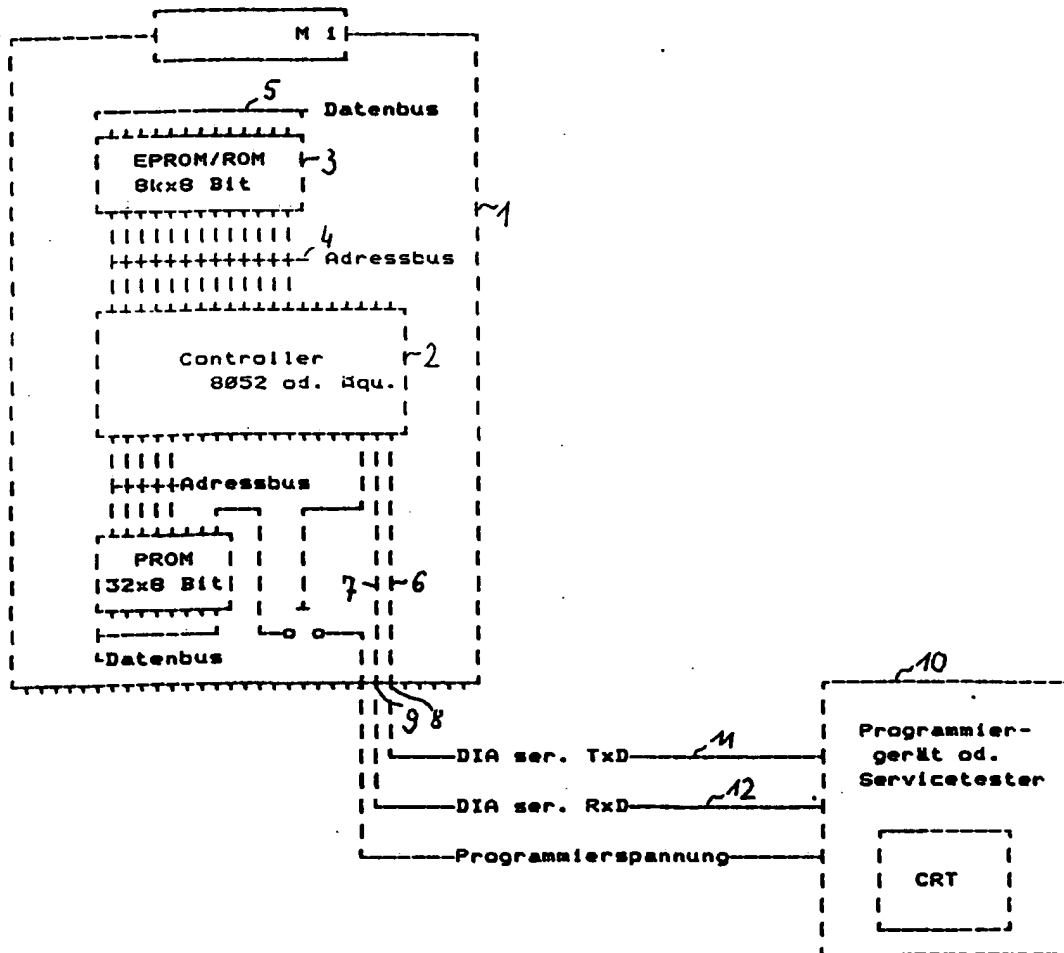 M 1
5
Datenbus
EPROM/ROM
8kx8 Bit
3
1
4
Adressbus
Controller
8052 od. äqu.
2
Adressbus
PROM
32x8 Bit
7
6
Datenbus
9 8
10
Programmier-
gerät od.
Servicetester
DIA ser. TxD
11
DIA ser. RxD
12
Programmierspannung
CRT